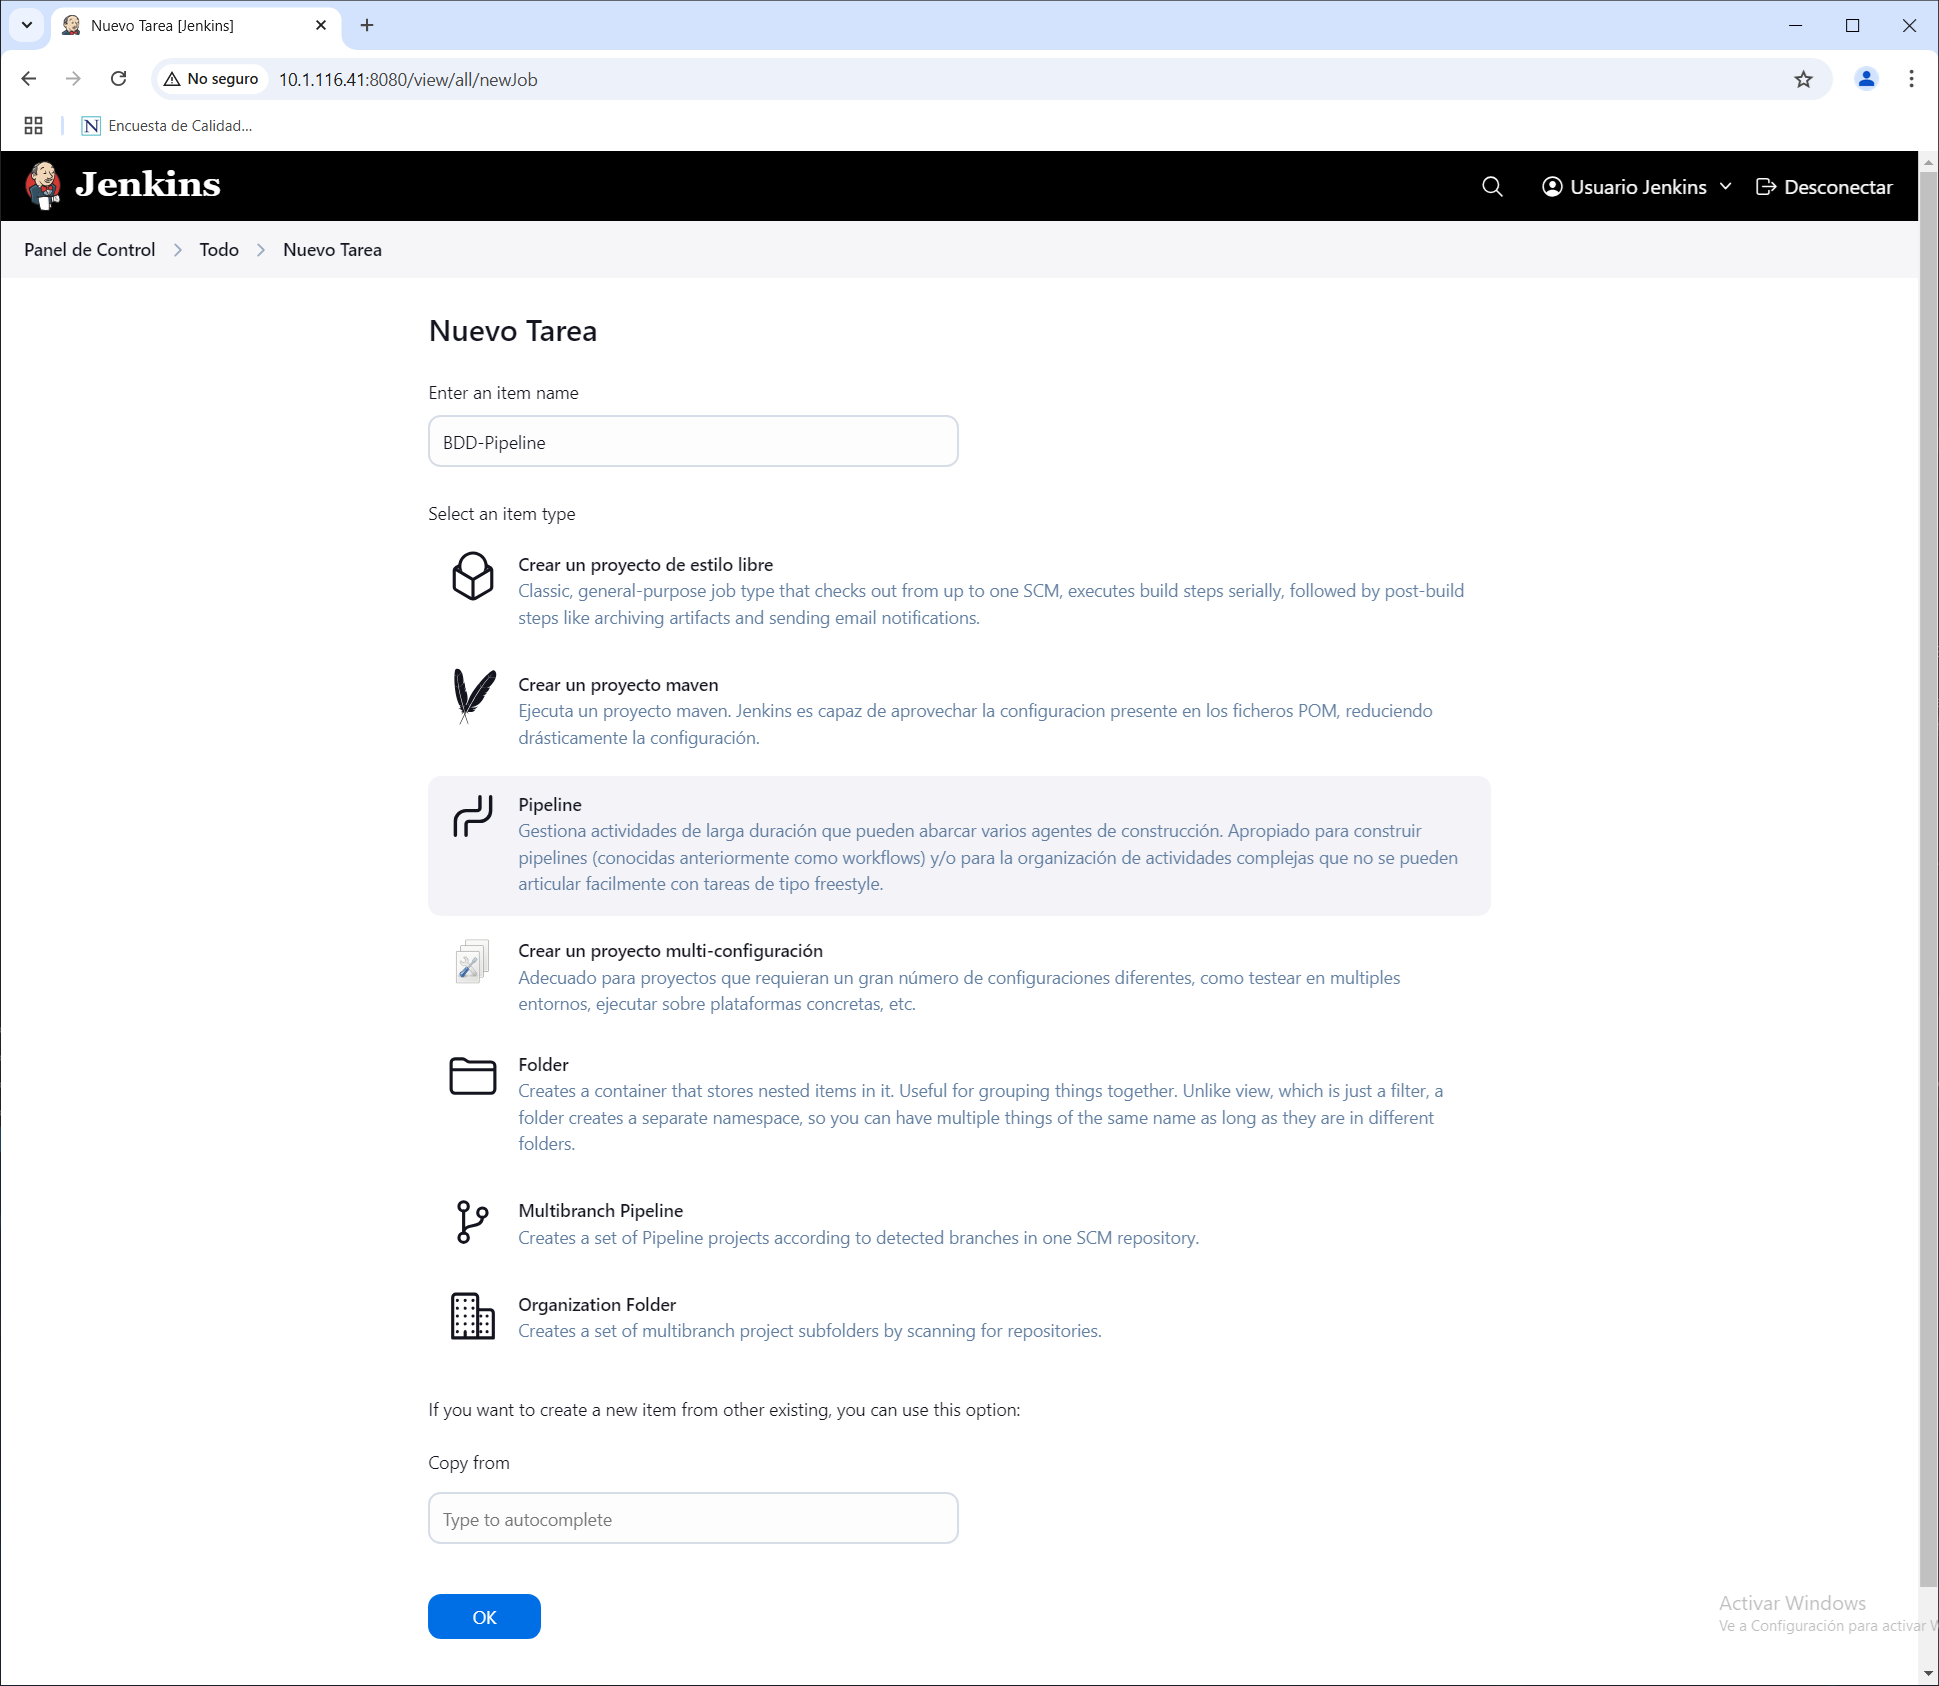 Nuevo Tarea [Jenkins]
No seguro
10.1.116.41:8080/view/all/newJob
N Encuesta de Calidad...
Jenkins
Usuario Jenkins
Desconectar
Panel de Control
Todo
Nuevo Tarea
Nuevo Tarea
Enter an item name
BDD-Pipeline
Select an item type
Crear un proyecto de estilo libre
Classic, general-purpose job type that checks out from up to one SCM, executes build steps serially, followed by post-build
steps like archiving artifacts and sending email notifications.
Crear un proyecto maven
Ejecuta un proyecto maven. Jenkins es capaz de aprovechar la configuracion presente en los ficheros POM, reduciendo
drásticamente la configuración.
Pipeline
Gestiona actividades de larga duración que pueden abarcar varios agentes de construcción. Apropiado para construir
pipelines (conocidas anteriormente como workflows) y/o para la organización de actividades complejas que no se pueden
articular facilmente con tareas de tipo freestyle.
Crear un proyecto multi-configuración
Adecuado para proyectos que requieran un gran número de configuraciones diferentes, como testear en multiples
entornos, ejecutar sobre plataformas concretas, etc.
Folder
Creates a container that stores nested items in it. Useful for grouping things together. Unlike view, which is just a filter, a
folder creates a separate namespace, so you can have multiple things of the same name as long as they are in different
folders.
Multibranch Pipeline
Creates a set of Pipeline projects according to detected branches in one SCM repository.
Organization Folder
Creates a set of multibranch project subfolders by scanning for repositories.
If you want to create a new item from other existing, you can use this option:
Copy from
Type to autocomplete
OK
Activar Windows
Ve a Configuración para activar W